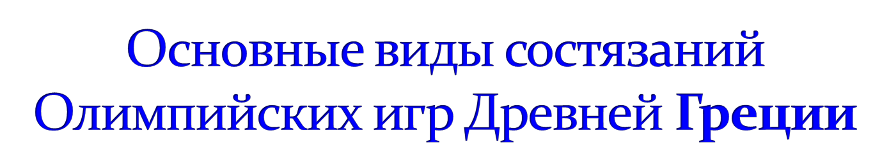 Основные виды состязаний
Олимпийских игр Древней Греции